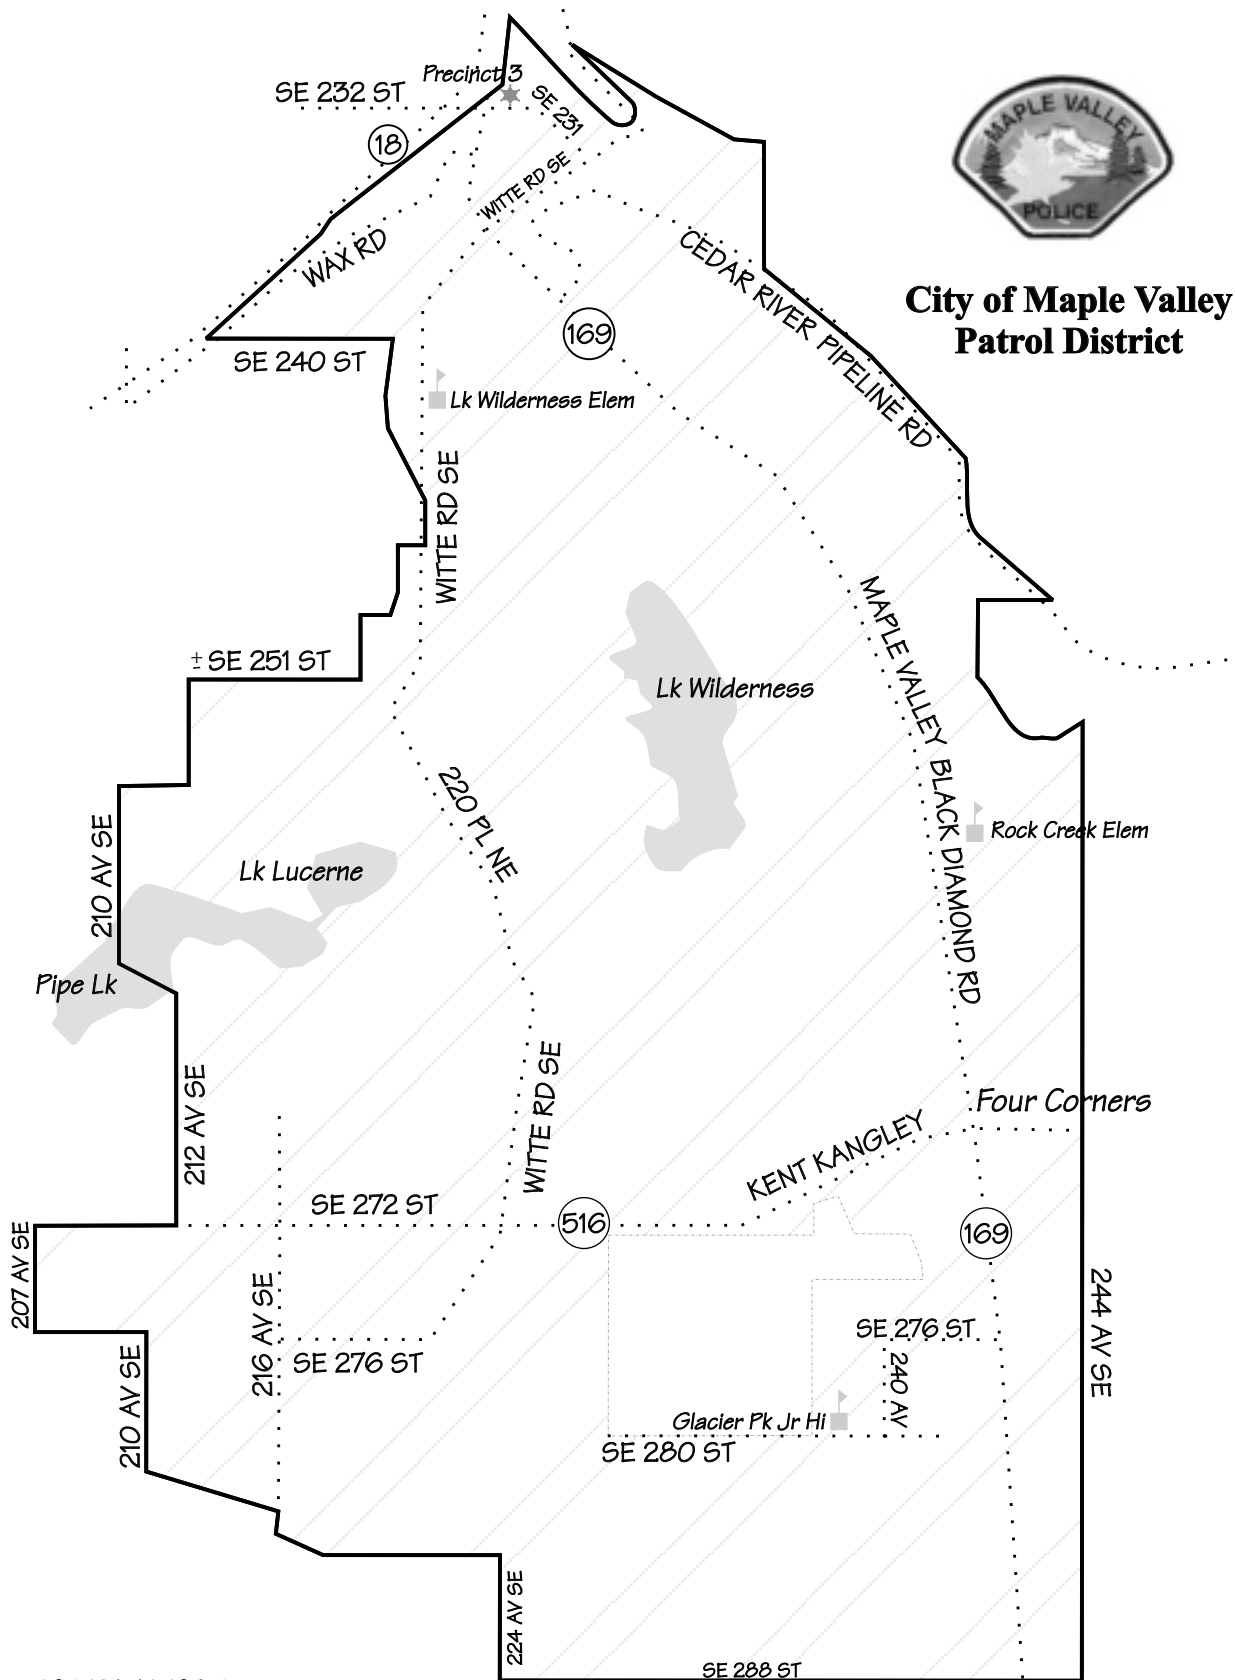 Precinct 3
SE 232 ST
SE 231
18
MAPLE VALLEY
POLICE
WITTE RD SE
WAX RD
CEDAR RIVER PIPELINE RD
City of Maple Valley
Patrol District
169
SE 240 ST
Lk Wilderness Elem
WITTE RD SE
MAPLE VALLEY BLACK DIAMOND RD
± SE 251 ST
Lk Wilderness
220 PL NE
210 AV SE
Rock Creek Elem
Lk Lucerne
Pipe Lk
WITTE RD SE
212 AV SE
Four Corners
KENT KANGLEY
SE 272 ST
516
169
207 AV SE
216 AV SE
244 AV SE
SE 276 ST
SE 276 ST
240 AV
210 AV SE
Glacier Pk Jr Hi
SE 280 ST
224 AV SE
SE 288 ST